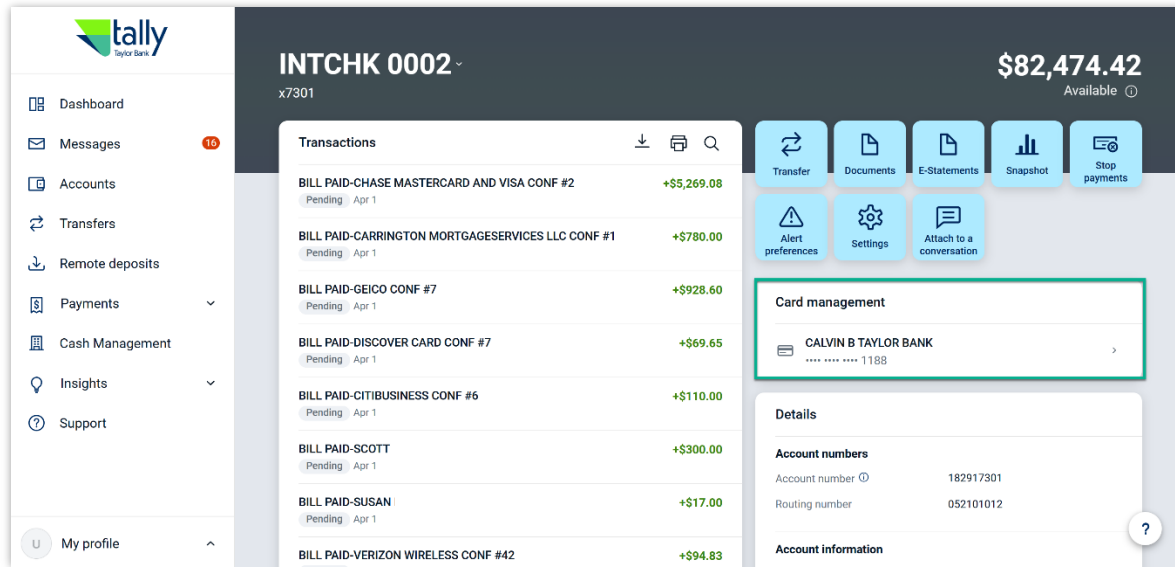 tally
Taylor Bank
Dashboard
Messages
16
Accounts
Transfers
Remote deposits
Payments
Cash Management
Insights
Support
U
My profile
INTCHK 0002
x7301
$82,474.42
Available
Transactions
BILL PAID-CHASE MASTERCARD AND VISA CONF #2
+$5,269.08
Pending Apr 1
BILL PAID-CARRINGTON MORTGAGESERVICES LLC CONF #1
+$780.00
Pending Apr 1
BILL PAID-GEICO CONF #7
+$928.60
Pending Apr 1
BILL PAID-DISCOVER CARD CONF #7
+$69.65
Pending Apr 1
BILL PAID-CITIBUSINESS CONF #6
+$110.00
Pending Apr 1
BILL PAID-SCOTT
+$300.00
Pending Apr 1
BILL PAID-SUSAN
+$17.00
Pending Apr 1
BILL PAID-VERIZON WIRELESS CONF #42
+$94.83
Transfer
Documents
E-Statements
Snapshot
Stop
payments
Alert
preferences
Settings
Attach to a
conversation
Card management
CALVIN B TAYLOR BANK
•••• •••• •••• 1188
Details
Account numbers
Account number
182917301
Routing number
052101012
Account information
?